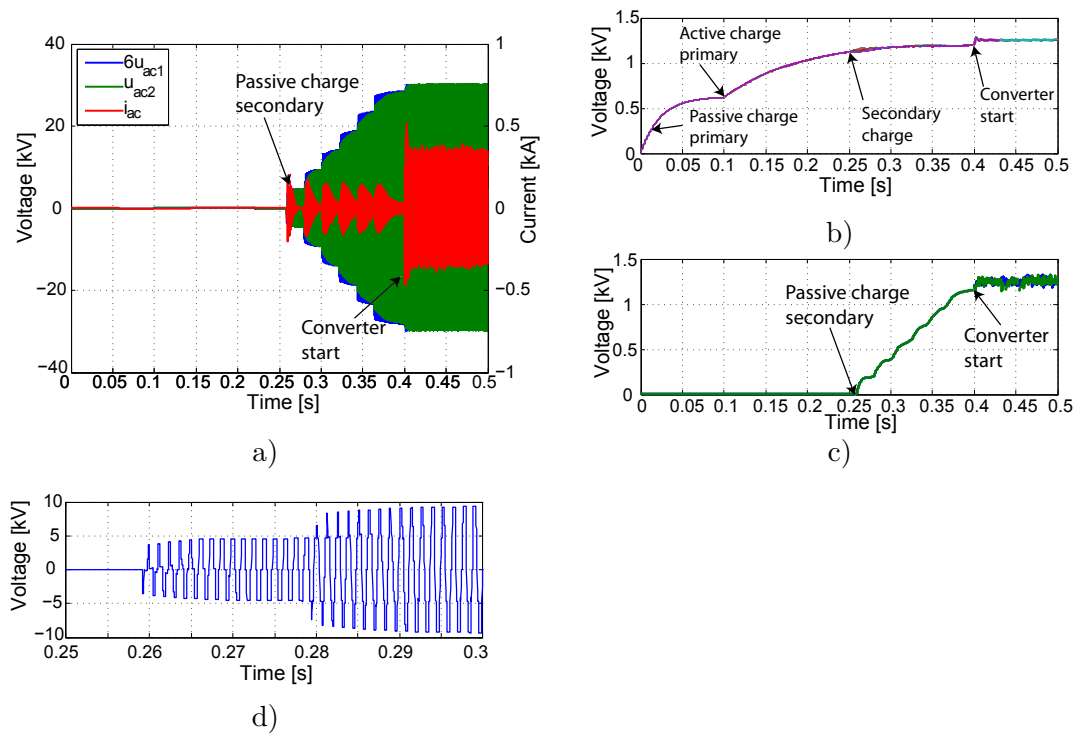 40
20
0
−20
−40
Voltage [kV]
6u_ac1
u_ac2
i_ac
Passive charge
secondary
Converter
start
1
0.5
0
−0.5
−1
Current [kA]
0 0.05 0.1 0.15 0.2 0.25 0.3 0.35 0.4 0.45 0.5
Time [s]
a)
1.5
1
0.5
0
Voltage [kV]
Active charge
primary
Passive charge
primary
Secondary
charge
Converter
start
0 0.05 0.1 0.15 0.2 0.25 0.3 0.35 0.4 0.45 0.5
Time [s]
b)
1.5
1
0.5
0
Voltage [kV]
Passive charge
secondary
Converter
start
0 0.05 0.1 0.15 0.2 0.25 0.3 0.35 0.4 0.45 0.5
Time [s]
c)
10
5
0
−5
−10
Voltage [kV]
0.25 0.26 0.27 0.28 0.29 0.3
Time [s]
d)